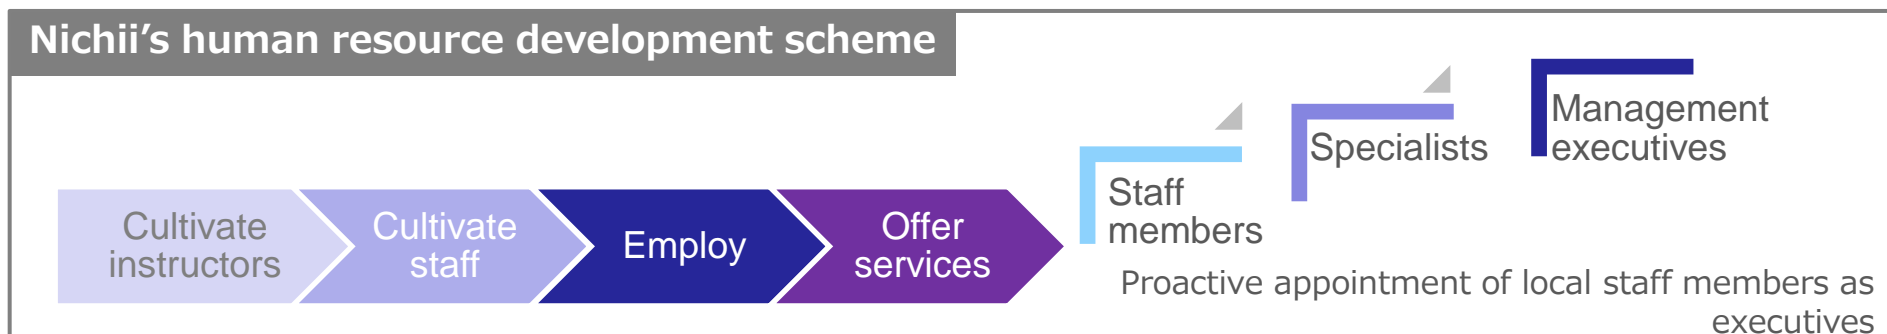 Nichii’s human resource development scheme
Cultivate
instructors
Cultivate
staff
Employ
Offer
services
Staff
members
Specialists
Management
executives
Proactive appointment of local staff members as
executives